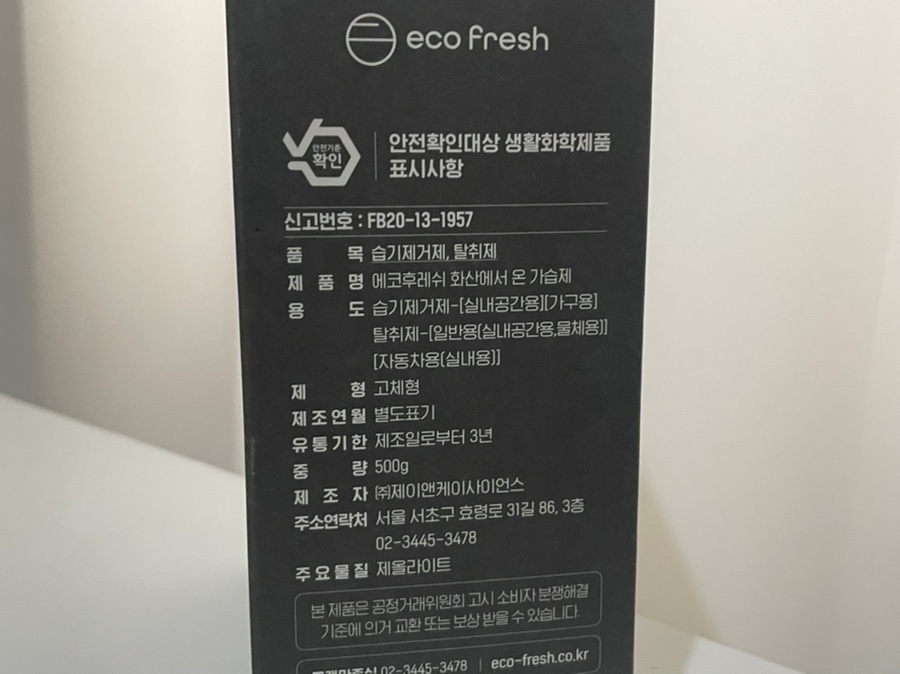 eco fresh
안전기준
확인
안전확인대상 생활화학제품
표시사항
신고번호 : FB20-13-1957
품 목 습기제거제, 탈취제
제 품 명 에코후레쉬 화산에서 온 가습제
용 도 습기제거제-[실내공간용][가구용]
탈취제-[일반용(실내공간용,물체용)]
[자동차용(실내용)]
제 형 고체형
제조연월 별도표기
유통기한 제조일로부터 3년
중 량 500g
제 조 자 ㈜제이앤케이사이언스
주소연락처 서울 서초구 효령로 31길 86, 3층
02-3445-3478
주요물질 제올라이트
본 제품은 공정거래위원회 고시 소비자 분쟁해결
기준에 의거 교환 또는 보상 받을 수 있습니다.
02-3445-3478 | eco-fresh.co.kr